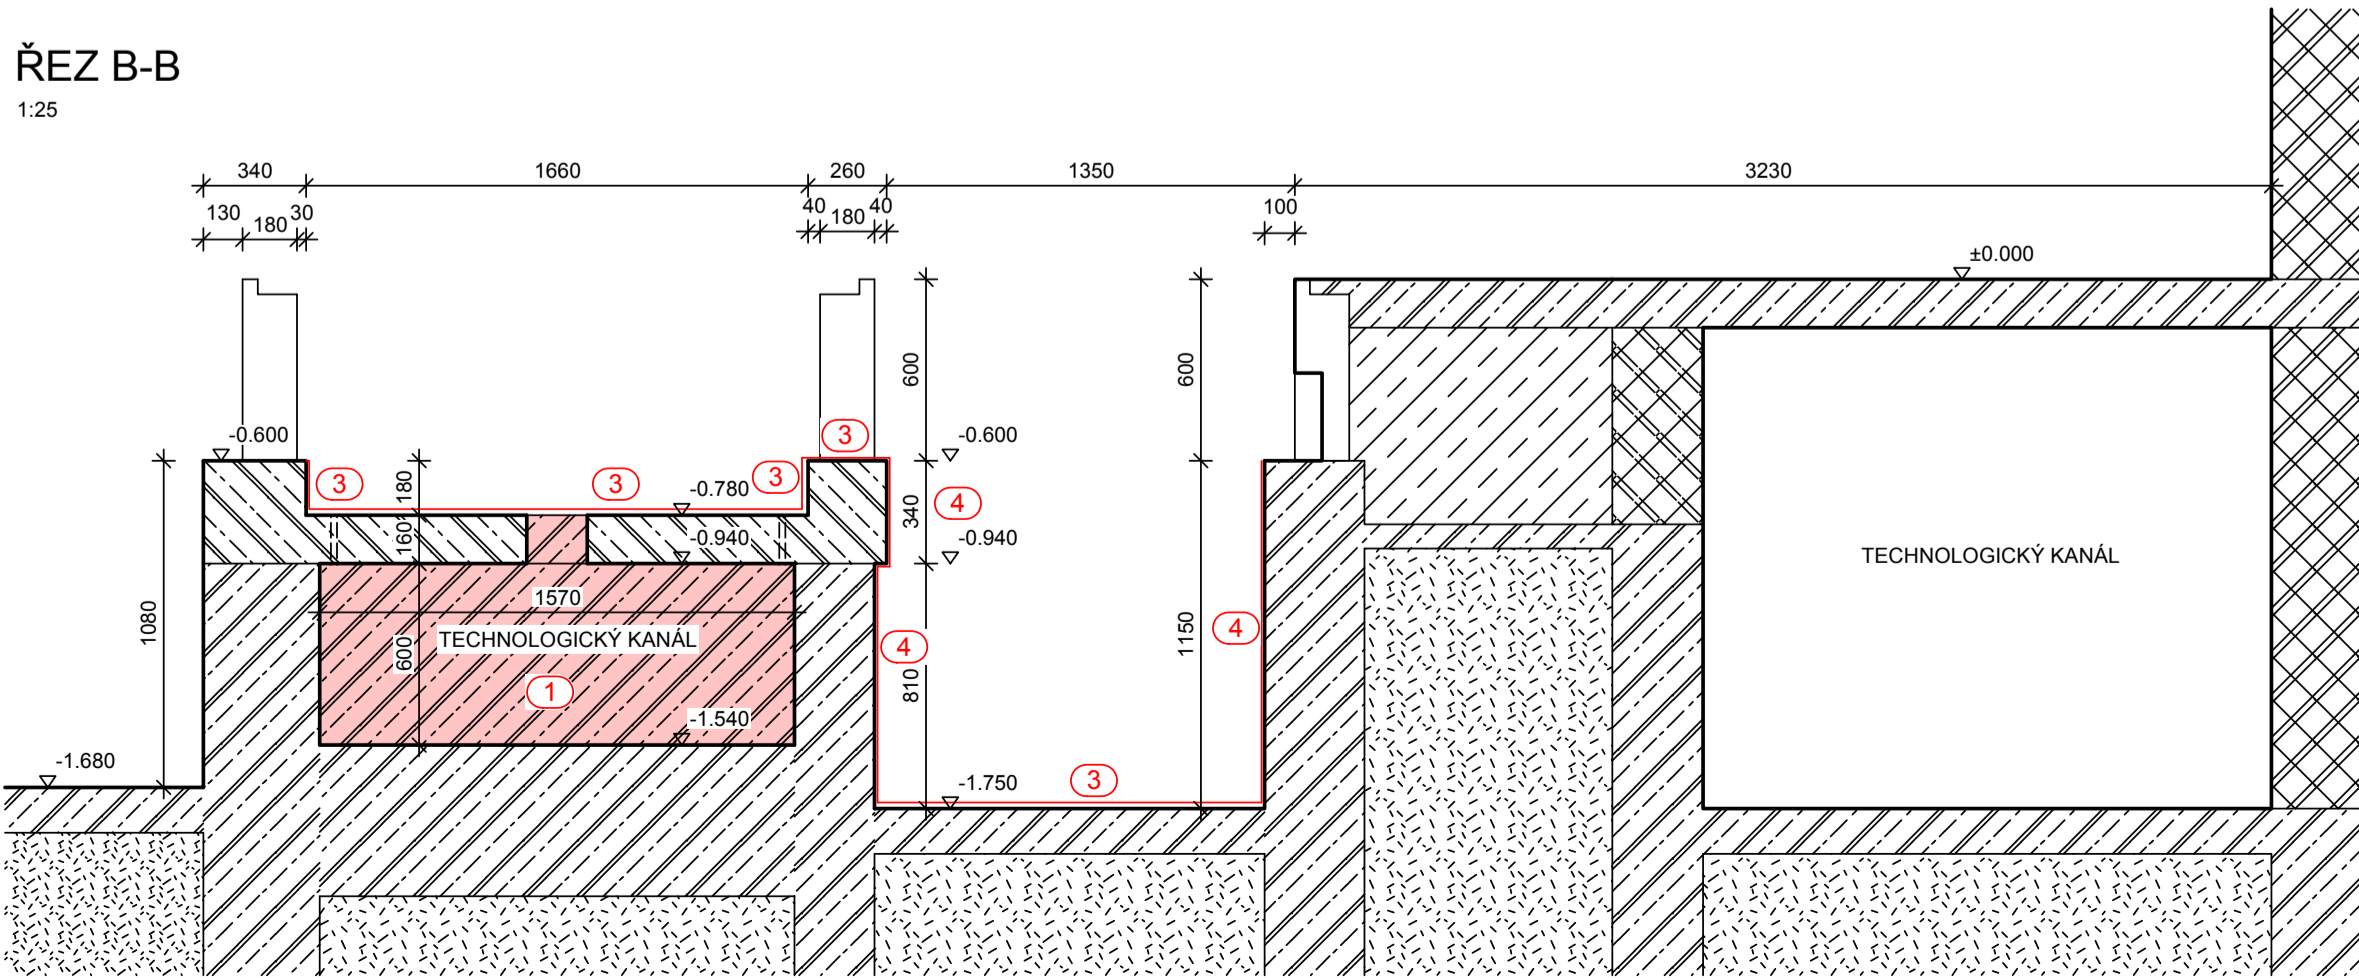 ŘEZ B-B
1:25
340 1660 260 1350 3230
130 180 30 40 180 40 100
±0.000
600 600
-0.600 3 -0.600
3 180 3 3 -0.780 340 4
160 -0.940 -0.940
TECHNOLOGICKÝ KANÁL
1080 1570 1150
600 TECHNOLOGICKÝ KANÁL 4 4
1 810
-1.540
-1.680 -1.750 3